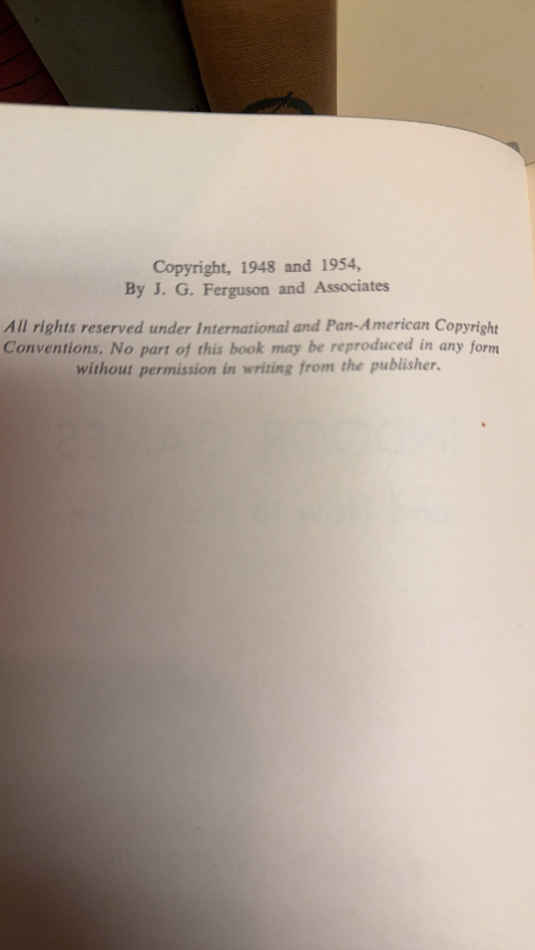 Copyright, 1948 and 1954,
By J. G. Ferguson and Associates
All rights reserved under International and Pan-American Copyright
Conventions. No part of this book may be reproduced in any form
without permission in writing from the publisher.